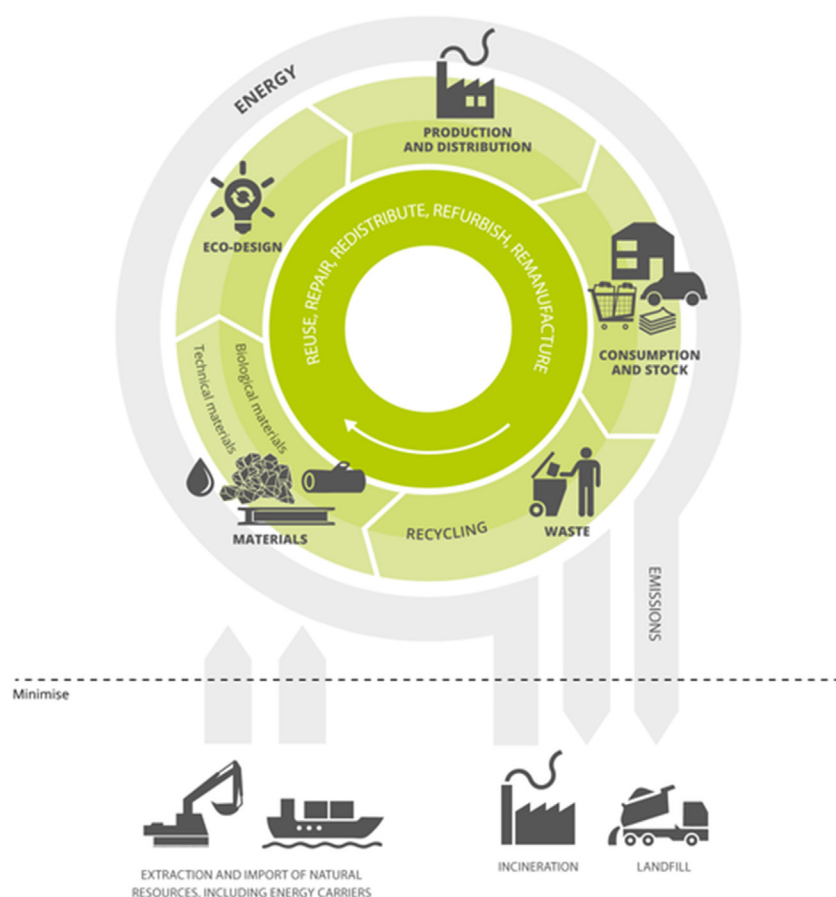 ENERGY
PRODUCTION
AND DISTRIBUTION
ECO-DESIGN
REUSE, REPAIR, REDISTRIBUTE, REFURBISH, REMANUFACTURE
CONSUMPTION
AND STOCK
Technical materials
Biological materials
MATERIALS
RECYCLING
WASTE
EMISSIONS
Minimise
EXTRACTION AND IMPORT OF NATURAL
RESOURCES, INCLUDING ENERGY CARRIERS
INCINERATION
LANDFILL